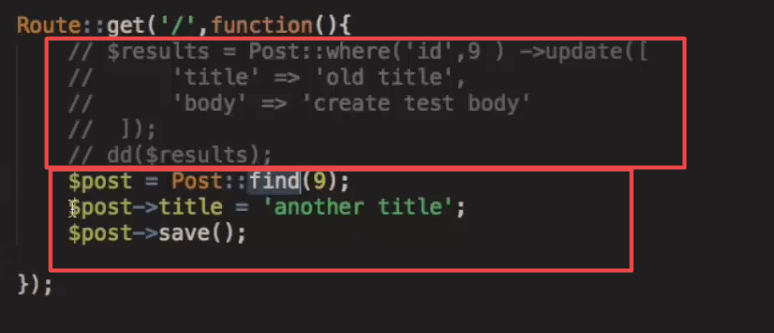 Route::get('/',function(){
// $results = Post::where('id',9 ) ->update([
//     'title' => 'old title',
//     'body' => 'create test body'
//  ]);
// dd($results);
$post = Post::find(9);
$post->title = 'another title';
$post->save();
});